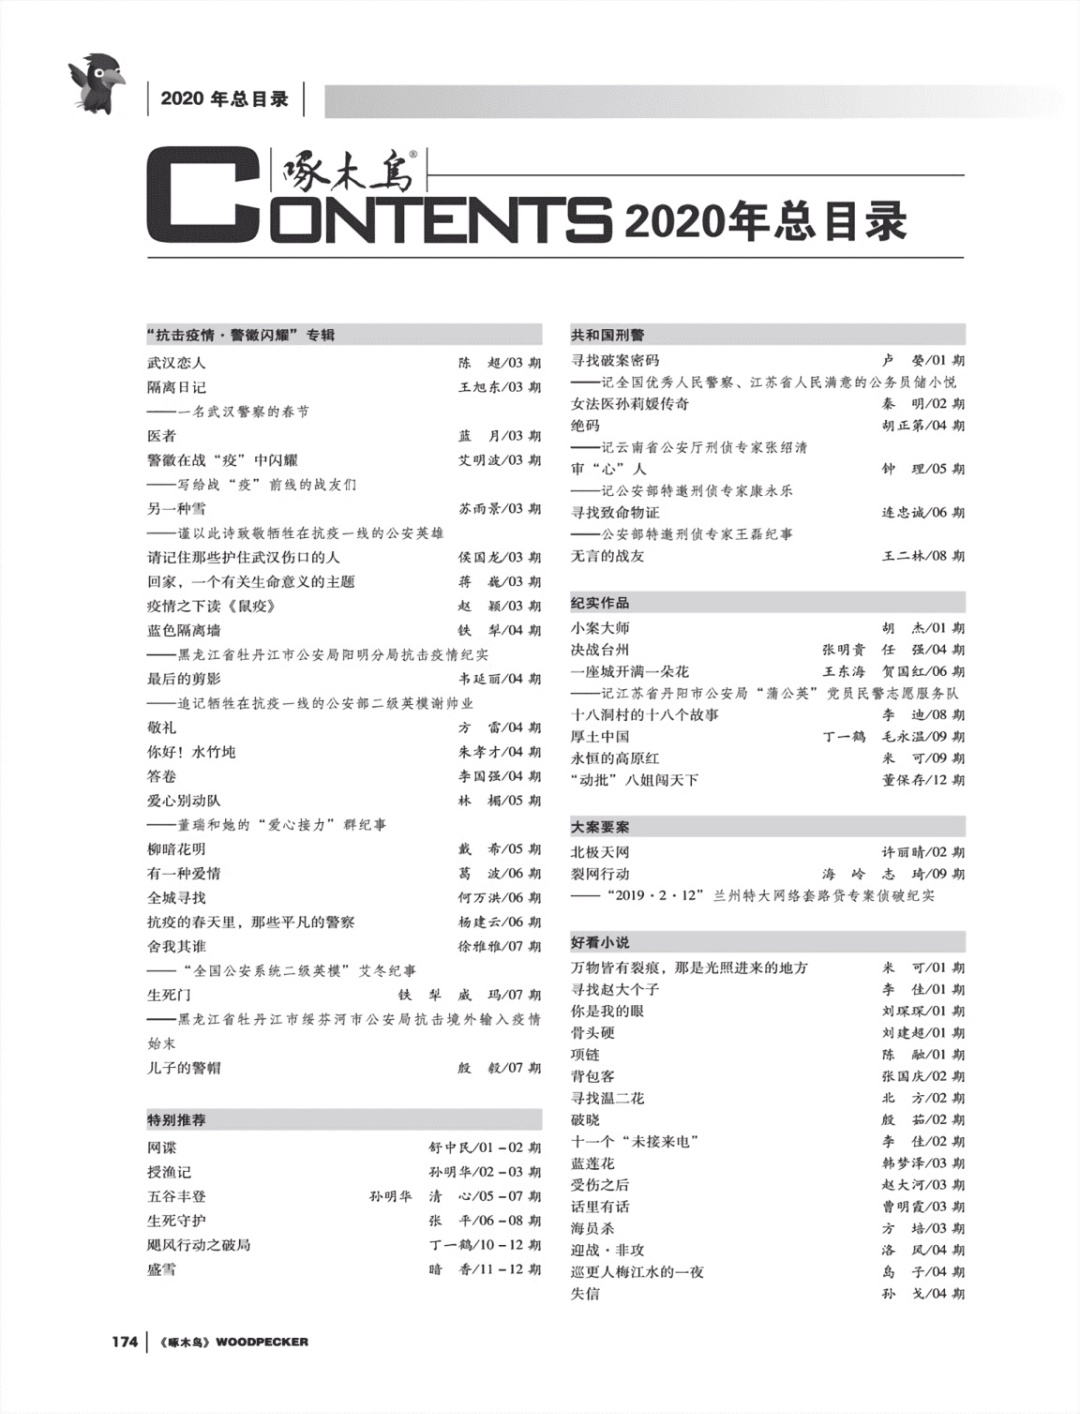 2020 年总目录
啄木鸟®
CONTENTS 2020年总目录
“抗击疫情·警徽闪耀”专辑
武汉恋人 陈 超/03 期
隔离日记 王旭东/03 期
——一名武汉警察的春节
医者 蓝 月/03 期
警徽在战“疫”中闪耀 艾明波/03 期
——写给战“疫”前线的战友们
另一种雪 苏雨景/03 期
——谨以此诗致敬牺牲在抗疫一线的公安英雄
请记住那些护住武汉伤口的人 侯国龙/03 期
回家，一个有关生命意义的主题 蒋 巍/03 期
疫情之下读《鼠疫》 赵 颖/03 期
蓝色隔离墙 铁 犁/04 期
——黑龙江省牡丹江市公安局阳明分局抗击疫情纪实
最后的剪影 韦延丽/04 期
——追记牺牲在抗疫一线的公安部二级英模谢帅业
敬礼 方 雷/04 期
你好！水竹坉 朱孝才/04 期
答卷 李国强/04 期
爱心别动队 林 楣/05 期
——董瑞和她的“爱心接力”群纪事
柳暗花明 戴 希/05 期
有一种爱情 葛 波/06 期
全城寻找 何万洪/06 期
抗疫的春天里，那些平凡的警察 杨建云/06 期
舍我其谁 徐雅雅/07 期
——“全国公安系统二级英模”艾冬纪事
生死门 铁 犁 威 玛/07 期
——黑龙江省牡丹江市绥芬河市公安局抗击境外输入疫情
始末
儿子的警帽 殷 毅/07 期
特别推荐
网谍 舒中民/01－02 期
授渔记 孙明华/02－03 期
五谷丰登 孙明华 清 心/05－07 期
生死守护 张 平/06－08 期
飓风行动之破局 丁一鹤/10－12 期
盛雪 暗 香/11－12 期
共和国刑警
寻找破案密码 卢 荧/01 期
——记全国优秀人民警察、江苏省人民满意的公务员储小悦
女法医孙莉媛传奇 秦 明/02 期
绝码 胡正第/04 期
——记云南省公安厅刑侦专家张绍清
审“心”人 钟 理/05 期
——记公安部特邀刑侦专家康永乐
寻找致命物证 连忠诚/06 期
——公安部特邀刑侦专家王磊纪事
无言的战友 王二林/08 期
纪实作品
小案大师 胡 杰/01 期
决战台州 张明贵 任 强/04 期
一座城开满一朵花 王东海 贺国红/06 期
——记江苏省丹阳市公安局“蒲公英”党员民警志愿服务队
十八洞村的十八个故事 李 迪/08 期
厚土中国 丁一鹤 毛永温/09 期
永恒的高原红 米 可/09 期
“动批”八姐闯天下 董保存/12 期
大案要案
北极天网 许丽晴/02 期
裂网行动 海 岭 志 琦/09 期
——“2019·2·12”兰州特大网络套路贷专案侦破纪实
好看小说
万物皆有裂痕，那是光照进来的地方 米 可/01 期
寻找赵大个子 李 佳/01 期
你是我的眼 刘琛琛/01 期
骨头硬 刘建超/01 期
项链 陈 融/01 期
背包客 张国庆/02 期
寻找温二花 北 方/02 期
破晓 殷 茹/02 期
十一个“未接来电” 李 佳/02 期
蓝莲花 韩梦泽/03 期
受伤之后 赵大河/03 期
话里有话 曹明霞/03 期
海员杀 方 培/03 期
迎战·非攻 洛 风/04 期
巡更人梅江水的一夜 岛 子/04 期
失信 孙 戈/04 期
174 《啄木鸟》WOODPECKER